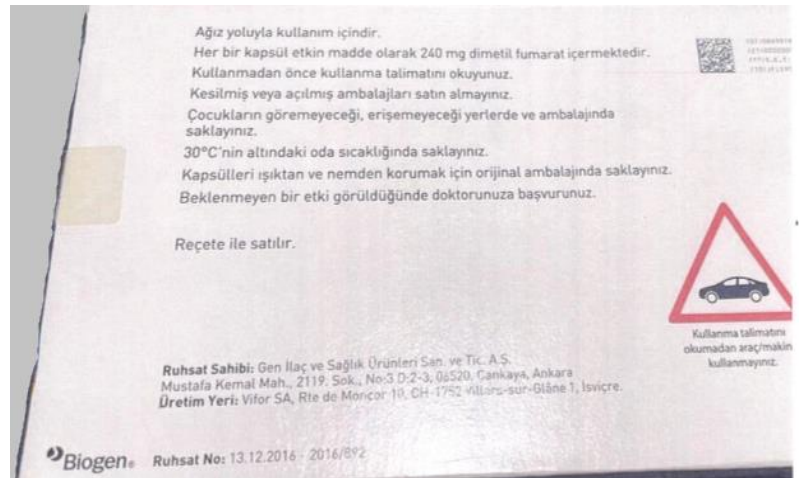 Ağız yoluyla kullanım içindir.
Her bir kapsül etkin madde olarak 240 mg dimetil fumarat içermektedir.
Kullanmadan önce kullanma talimatını okuyunuz.
Kesilmiş veya açılmış ambalajları satın almayınız.
Çocukların göremeyeceği, erişemeyeceği yerlerde ve ambalajında
saklayınız.
30°C'nin altındaki oda sıcaklığında saklayınız.
Kapsülleri ışıktan ve nemden korumak için orijinal ambalajında saklayınız.
Beklenmeyen bir etki görüldüğünde doktorunuza başvurunuz.
Reçete ile satılır.
Kullanma talimatını
okumadan araç/makin
kullanmayınız.
Ruhsat Sahibi: Gen İlaç ve Sağlık Ürünleri San. ve Tic. A.Ş.
Mustafa Kemal Mah., 2119. Sok., No:3 D:2-3, 06520, Çankaya, Ankara
Üretim Yeri: Vifor SA, Rte de Moncor 10, CH-1752 Villars-sur-Glâne 1, İsviçre.
Biogen® Ruhsat No: 13.12.2016 - 2016/892